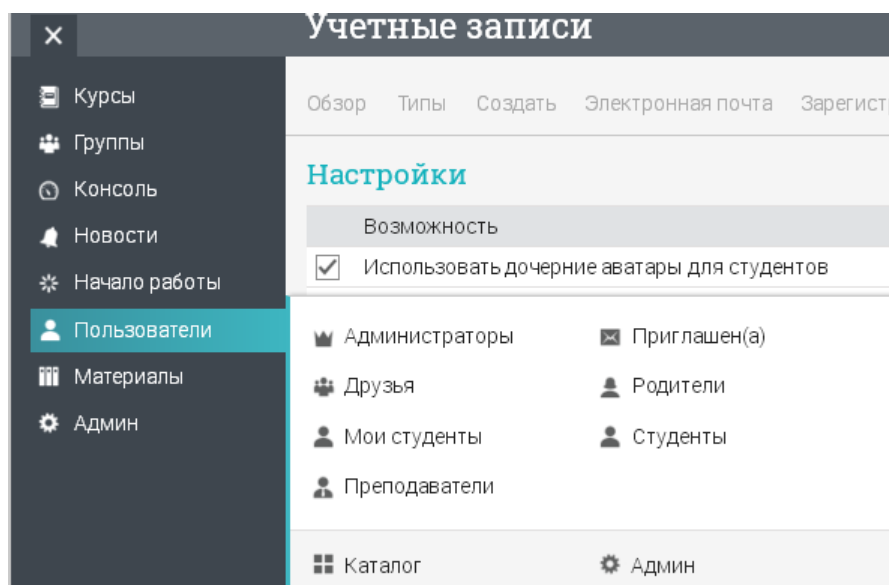 Учетные записи
Курсы
Группы
Консоль
Новости
Начало работы
Пользователи
Материалы
Админ
Обзор Типы Создать Электронная почта
Настройки
Возможность
Использовать дочерние аватары для студентов
Администраторы Приглашен(а)
Друзья Родители
Мои студенты Студенты
Преподаватели
Каталог Админ